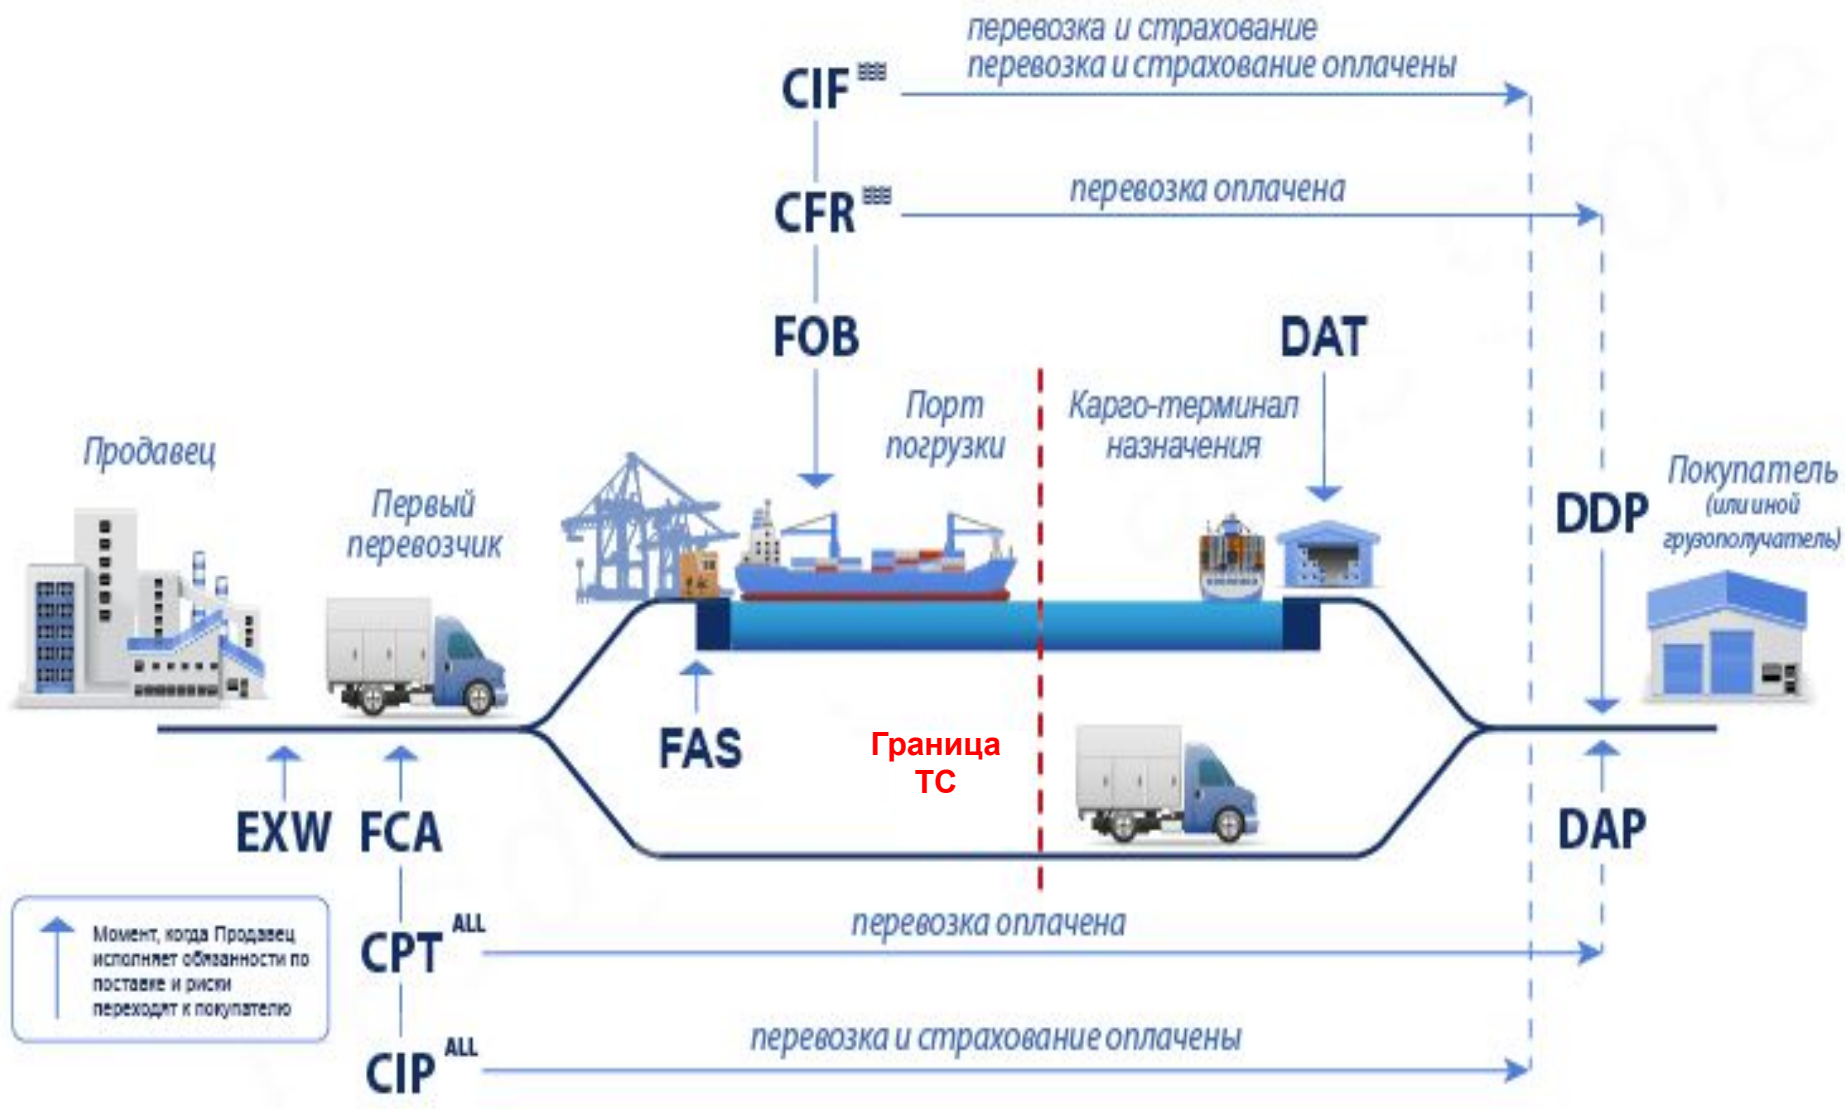 перевозка и страхование
перевозка и страхование оплачены
CIF
перевозка оплачена
CFR
FOB
DAT
Порт
погрузки
Карго-терминал
назначения
Продавец
Первый
перевозчик
Покупатель
(или иной
грузополучатель)
DDP
FAS
Граница
ТС
EXW
FCA
DAP
Момент, когда Продавец
исполняет обязанности по
поставке и риски
переходят к покупателю
CPT ALL
перевозка оплачена
CIP ALL
перевозка и страхование оплачены